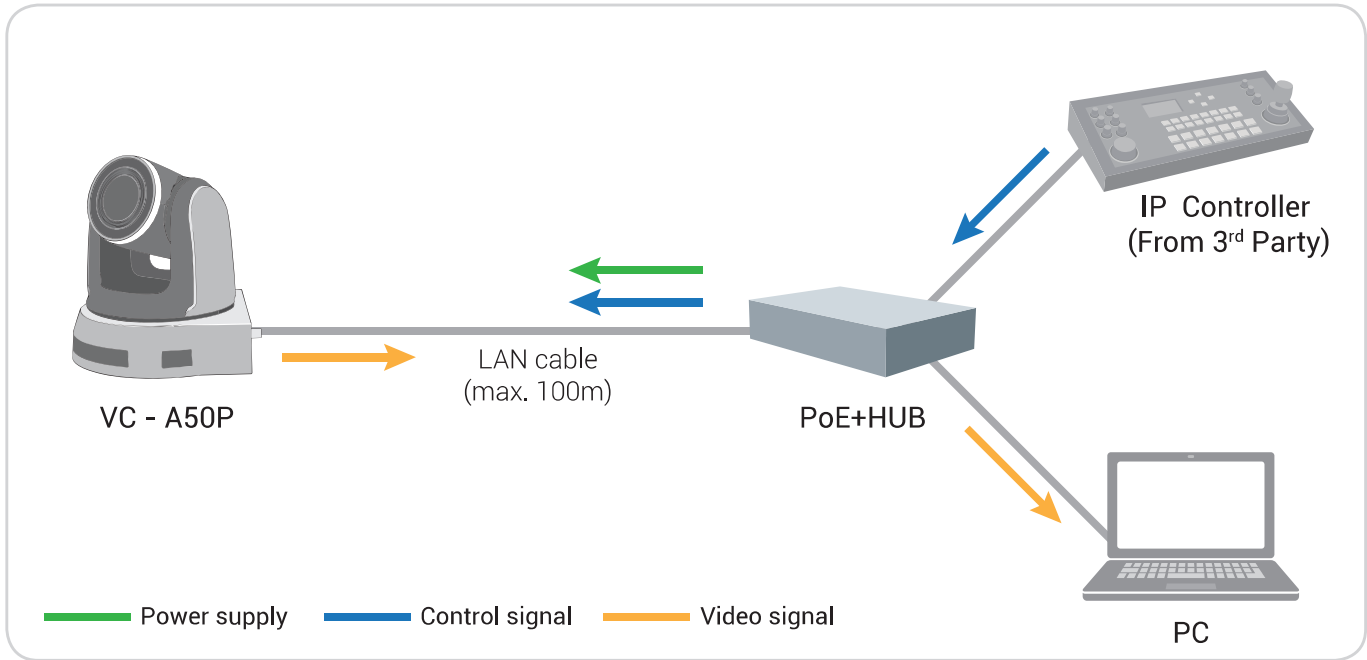 IP Controller
(From 3rd Party)
LAN cable
(max. 100m)
VC - A50P
PoE+HUB
Power supply
Control signal
Video signal
PC